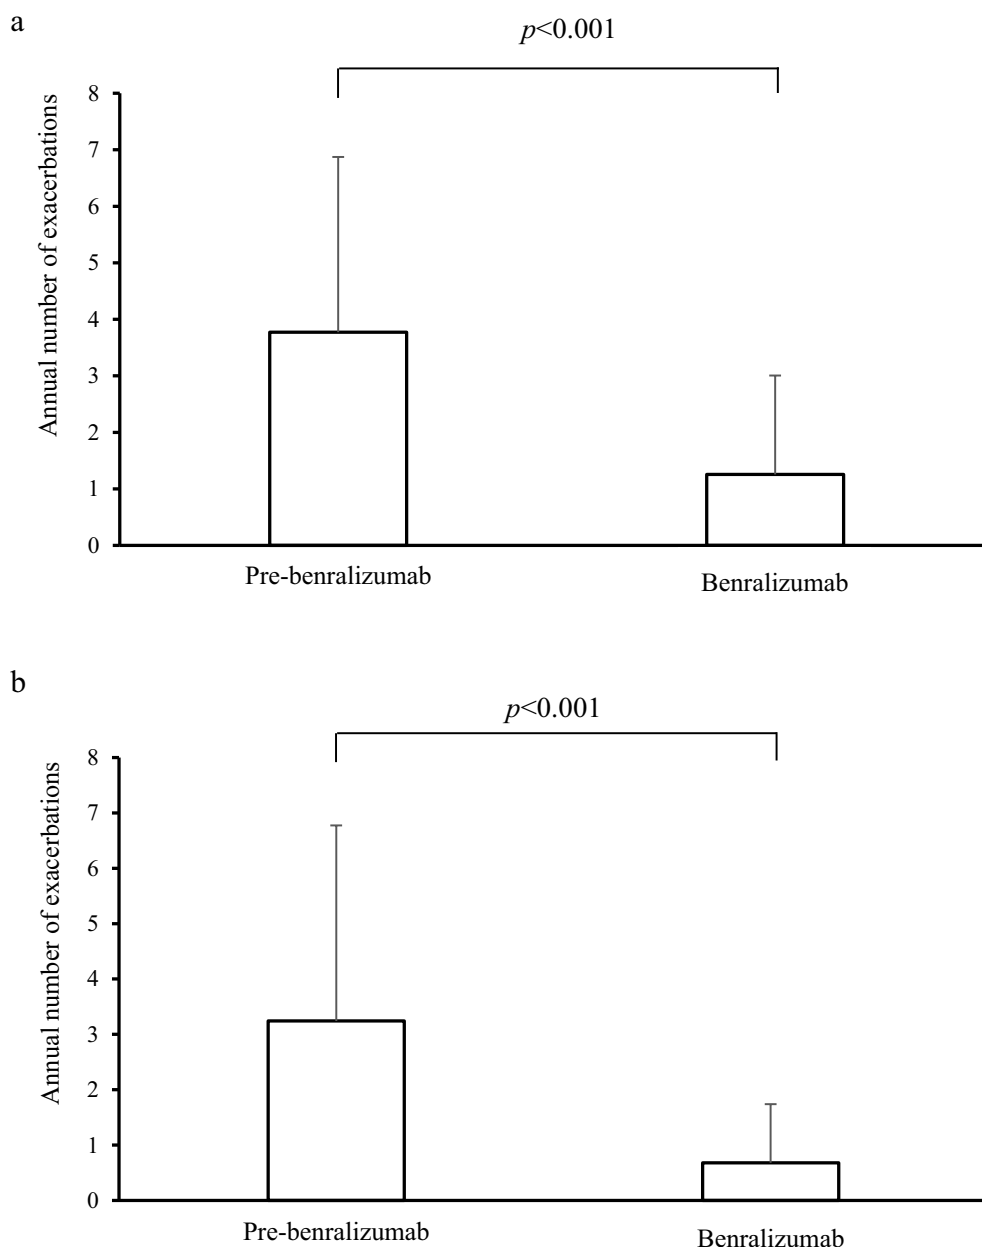 a
p<0.001
Annual number of exacerbations
8
7
6
5
4
3
2
1
0
Pre-benralizumab
Benralizumab
b
p<0.001
Annual number of exacerbations
8
7
6
5
4
3
2
1
0
Pre-benralizumab
Benralizumab